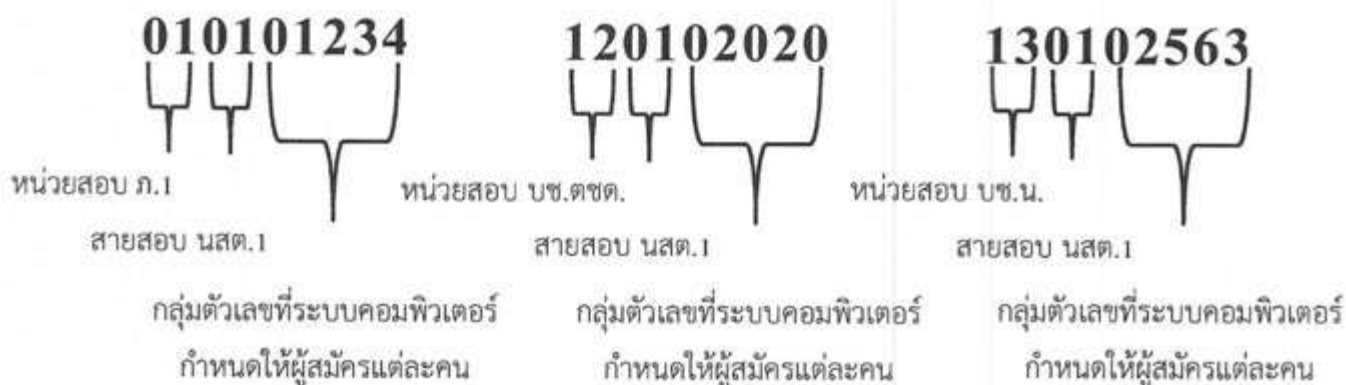 010101234 120102020 130102563
หน่วยสอบ ภ.1 หน่วยสอบ บช.ตชด. หน่วยสอบ บช.น.
สายสอบ นสต.1 สายสอบ นสต.1 สายสอบ นสต.1
กลุ่มตัวเลขที่ระบบคอมพิวเตอร์ กลุ่มตัวเลขที่ระบบคอมพิวเตอร์ กลุ่มตัวเลขที่ระบบคอมพิวเตอร์
กำหนดให้ผู้สมัครแต่ละคน กำหนดให้ผู้สมัครแต่ละคน กำหนดให้ผู้สมัครแต่ละคน